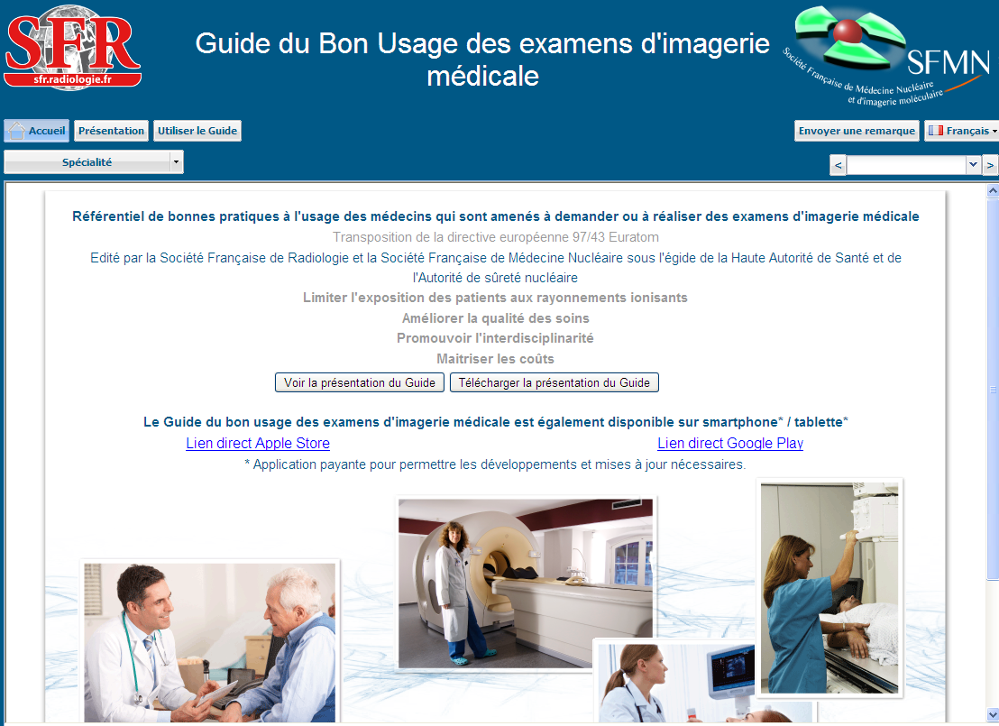 SFR
sfr.radiologie.fr
Guide du Bon Usage des examens d'imagerie
médicale
SFMN
Société Française de Médecine Nucléaire
et d'imagerie moléculaire
Accueil
Présentation
Utiliser le Guide
Envoyer une remarque
Français
Spécialité
<
>
Référentiel de bonnes pratiques à l'usage des médecins qui sont amenés à demander ou à réaliser des examens d'imagerie médicale
Transposition de la directive européenne 97/43 Euratom
Edité par la Société Française de Radiologie et la Société Française de Médecine Nucléaire sous l'égide de la Haute Autorité de Santé et de
l'Autorité de sûreté nucléaire
Limiter l'exposition des patients aux rayonnements ionisants
Améliorer la qualité des soins
Promouvoir l'interdisciplinarité
Maitriser les coûts
Voir la présentation du Guide
Télécharger la présentation du Guide
Le Guide du bon usage des examens d'imagerie médicale est également disponible sur smartphone* / tablette*
Lien direct Apple Store
Lien direct Google Play
* Application payante pour permettre les développements et mises à jour nécessaires.